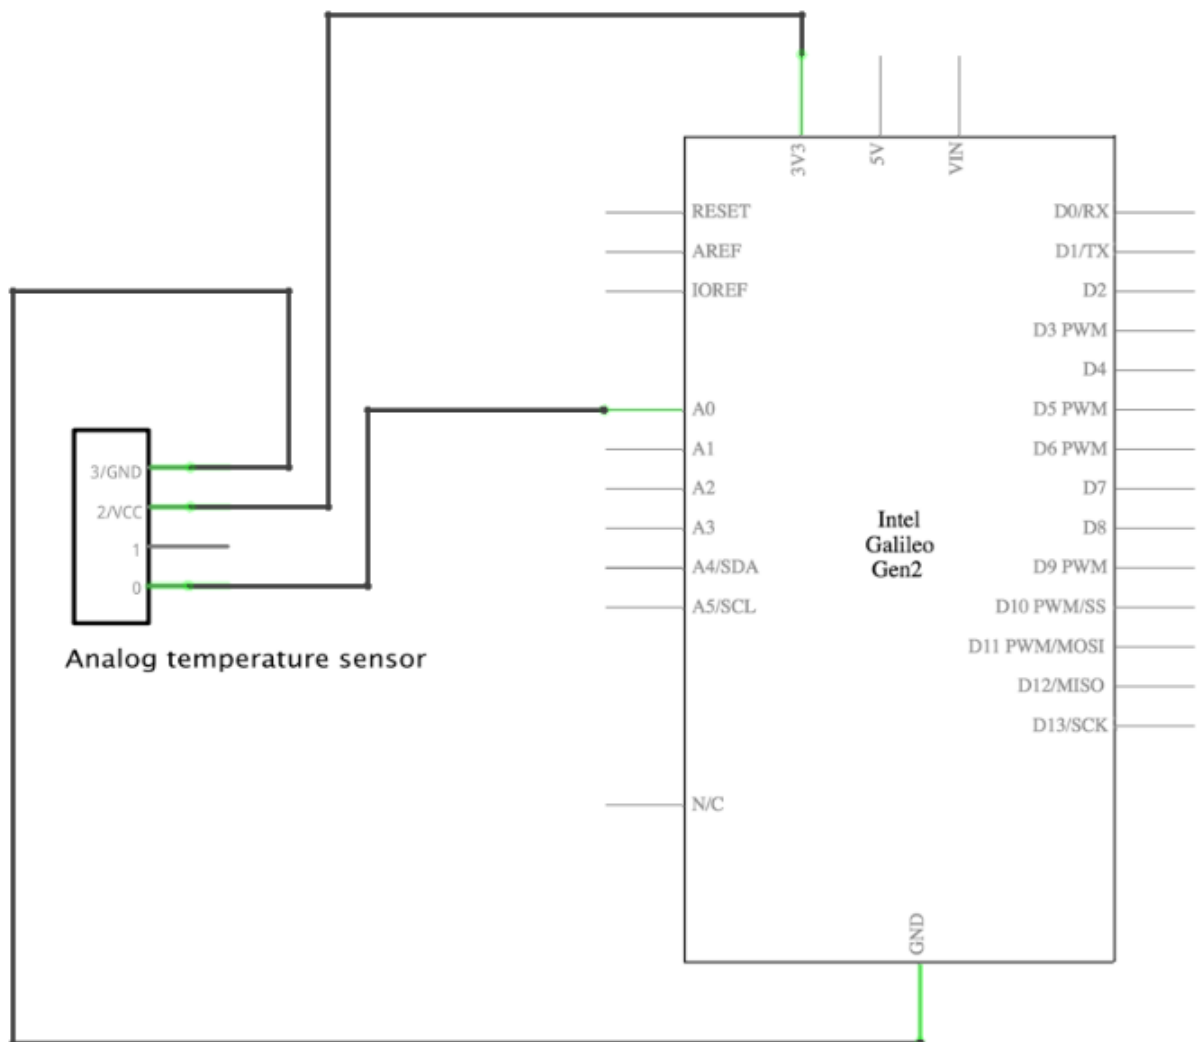 3V3
5V
VIN
RESET
AREF
IOREF
A0
A1
A2
A3
A4/SDA
A5/SCL
N/C
D0/RX
D1/TX
D2
D3 PWM
D4
D5 PWM
D6 PWM
D7
D8
D9 PWM
D10 PWM/SS
D11 PWM/MOSI
D12/MISO
D13/SCK
Intel
Galileo
Gen2
GND
3/GND
2/VCC
1
0
Analog temperature sensor